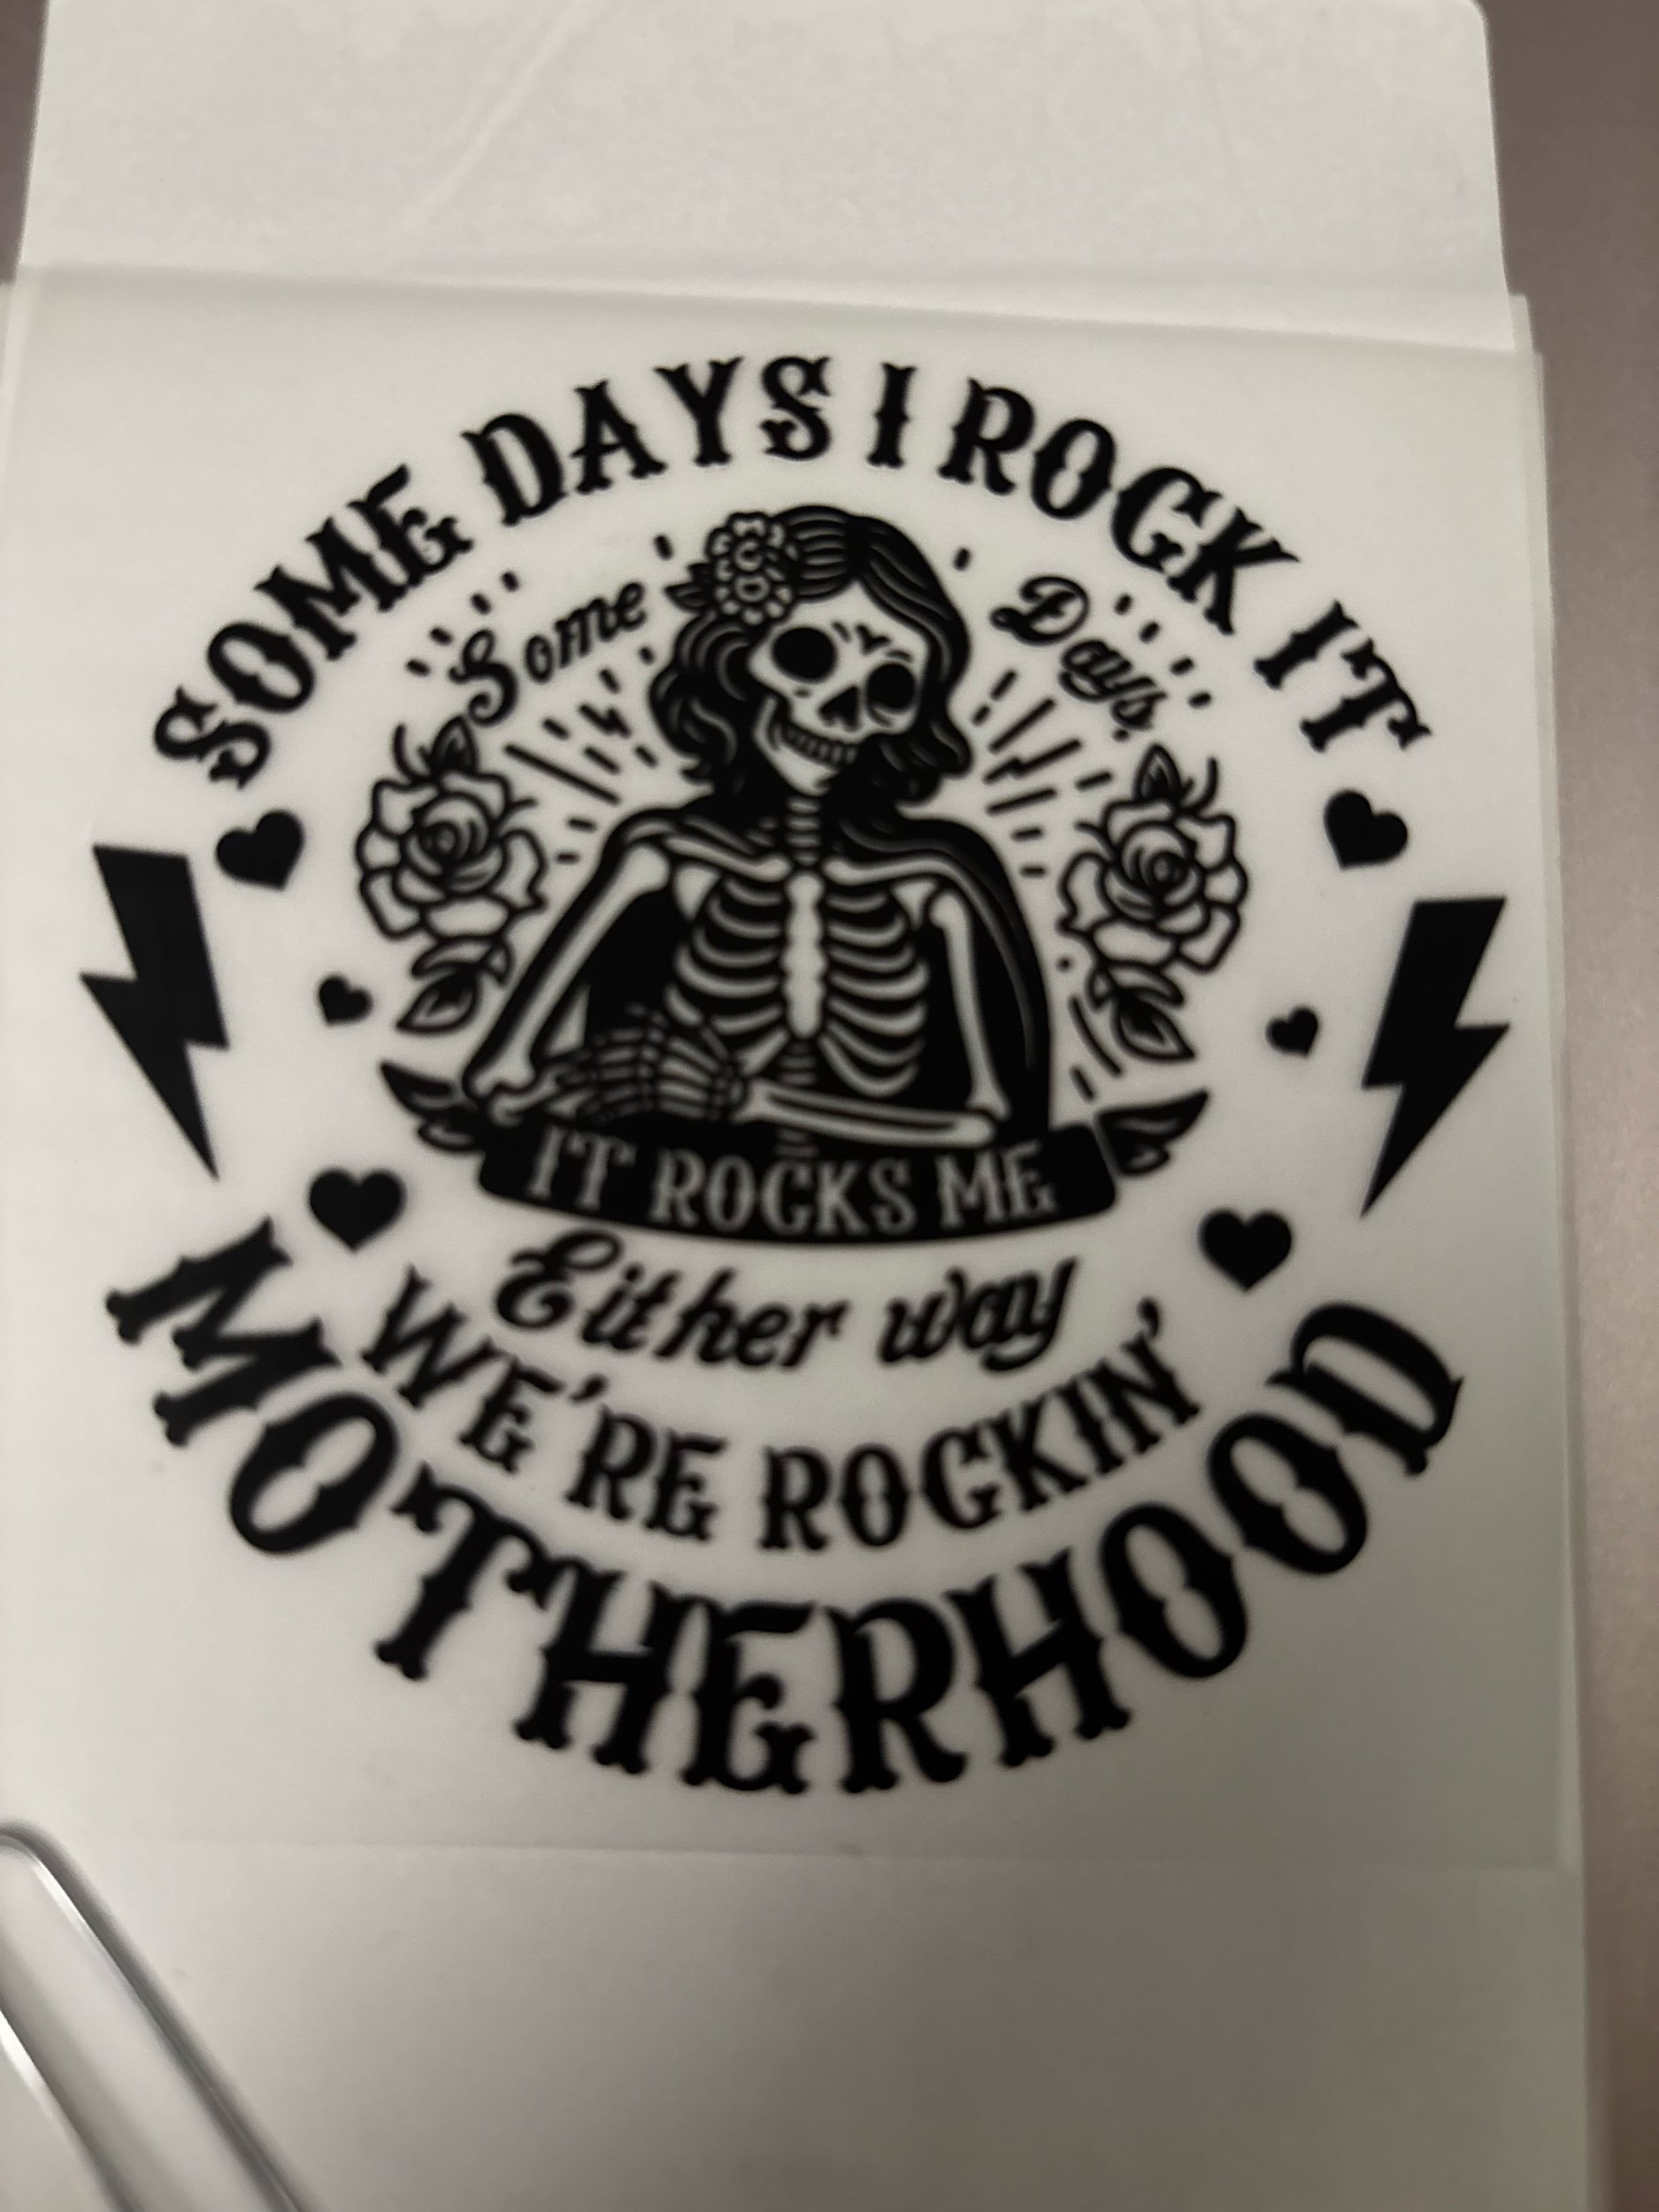 SOME DAYS I ROCK IT
Some Days
IT ROCKS ME
Either way
WE'RE ROCKIN'
MOTHERHOOD